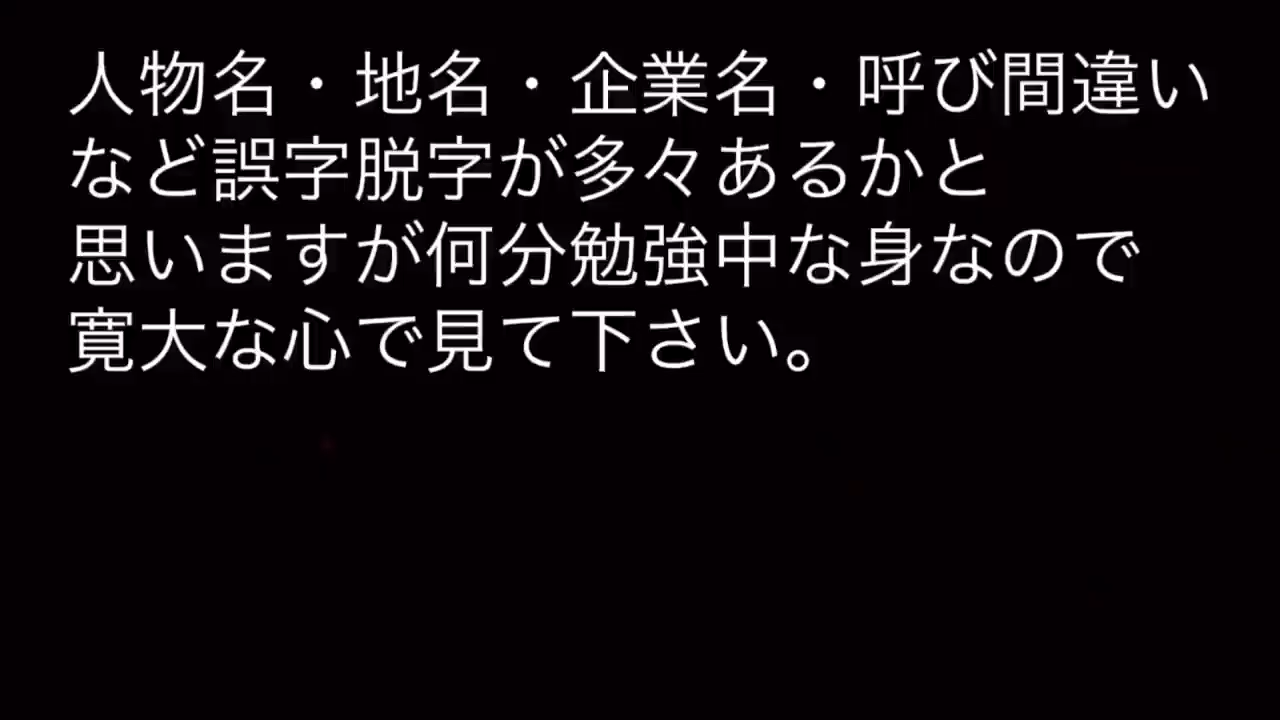 人物名・地名・企業名・呼び間違い
など誤字脱字が多々あるかと
思いますが何分勉強中な身なので
寛大な心で見て下さい。